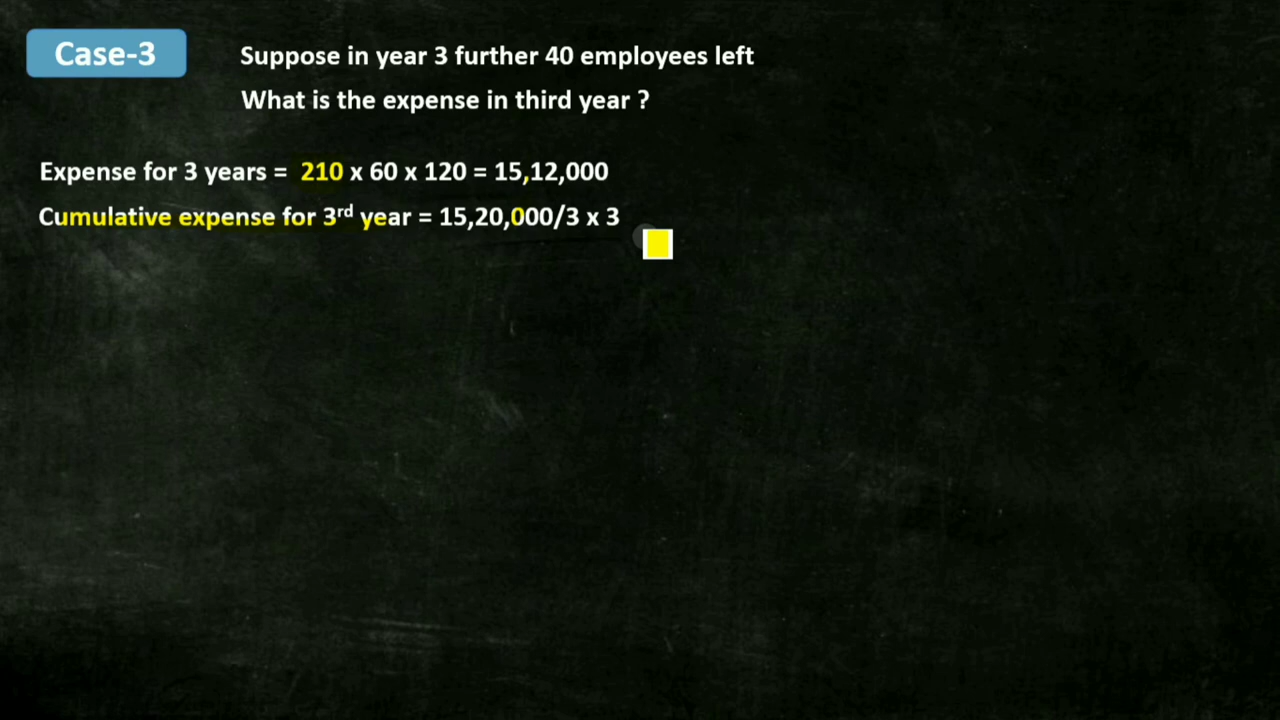 Case-3
Suppose in year 3 further 40 employees left
What is the expense in third year ?
Expense for 3 years = 210 x 60 x 120 = 15,12,000
Cumulative expense for 3rd year = 15,20,000/3 x 3